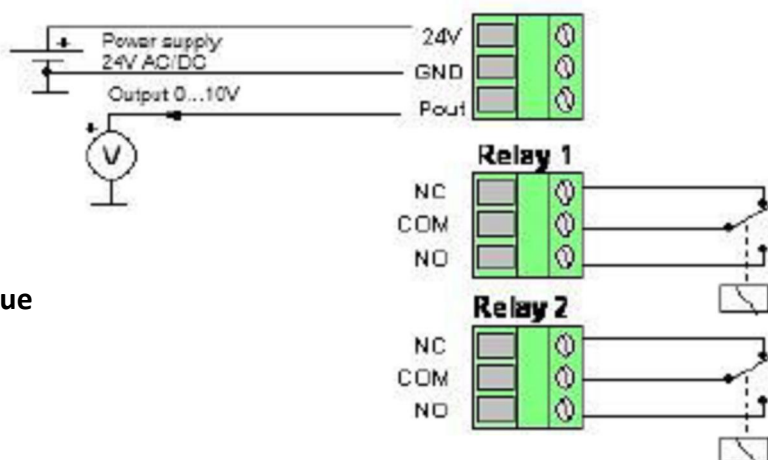 24V
Power supply
24V AC/DC
GND
Output 0...10V
Pout
V
Relay 1
NC
COM
NO
ue
Relay 2
NC
COM
NO